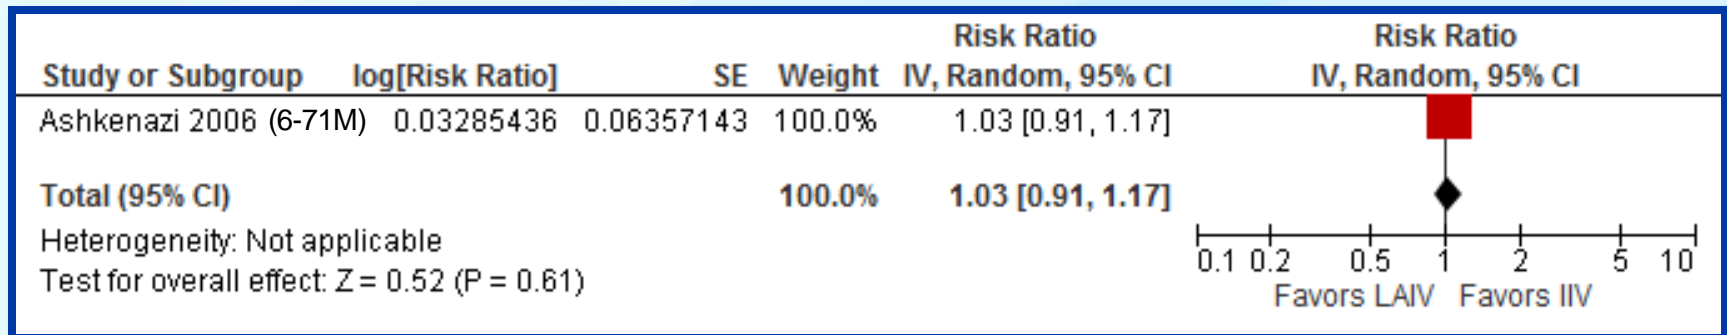 Risk Ratio Risk Ratio
Study or Subgroup log[Risk Ratio] SE Weight IV, Random, 95% CI IV, Random, 95% CI
Ashkenazi 2006 (6-71M) 0.03285436 0.06357143 100.0% 1.03 [0.91, 1.17]
Total (95% CI) 100.0% 1.03 [0.91, 1.17]
Heterogeneity: Not applicable
Test for overall effect: Z = 0.52 (P = 0.61)
0.1 0.2 0.5 1 2 5 10
Favors LAIV Favors IIV